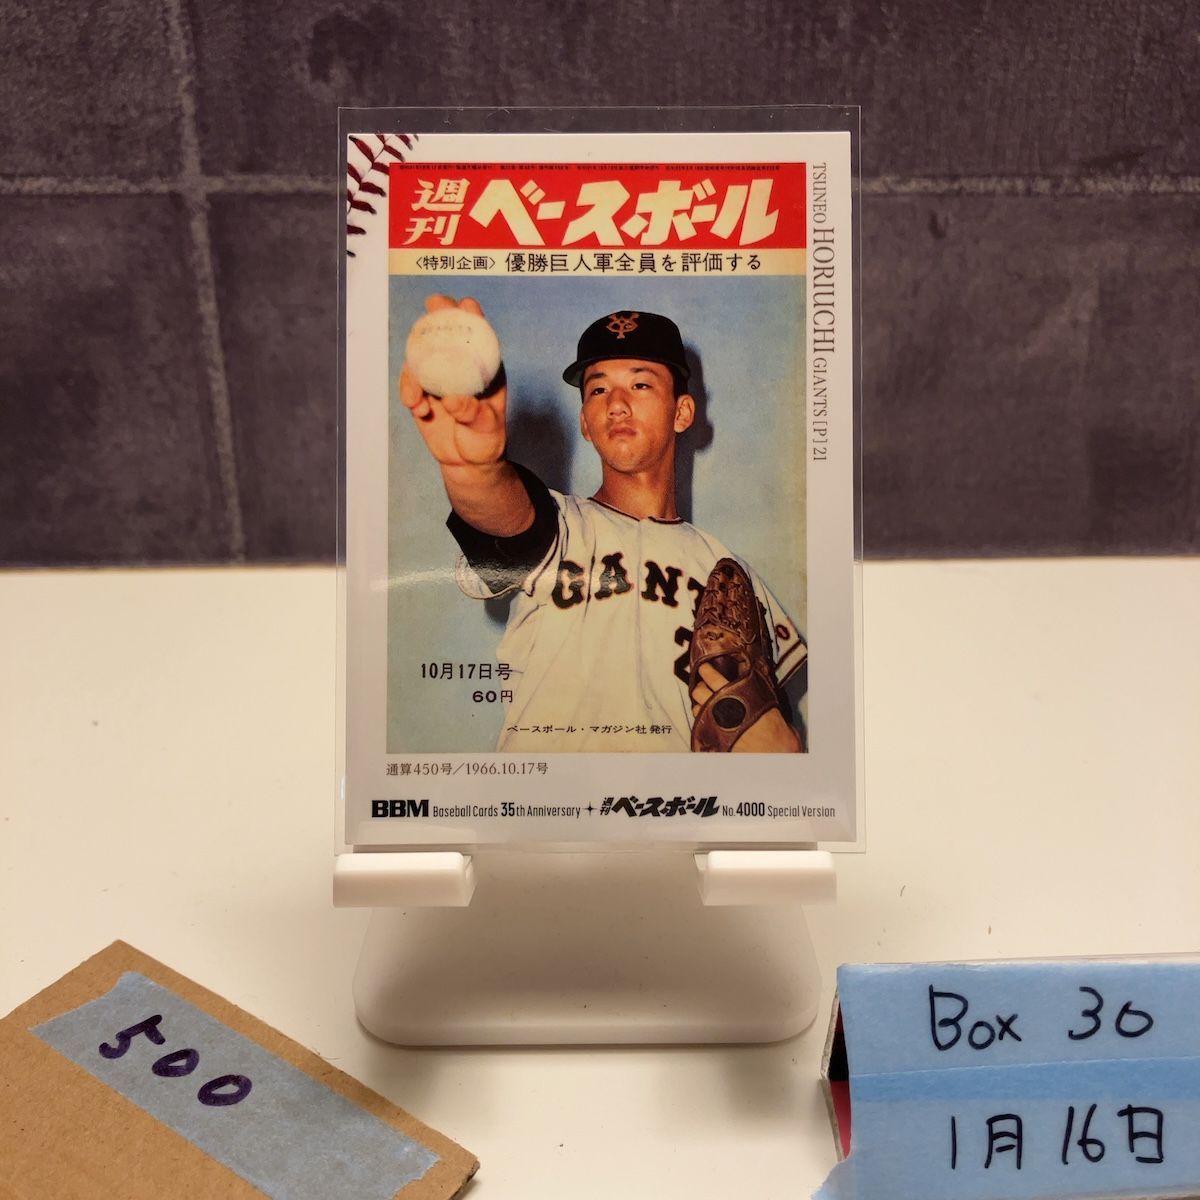 週刊ベースボール
〈特別企画〉優勝巨人軍全員を評価する
TSUNEO HORIUCHI GIANTS [P] 21
GIANT
2
10月17日号
60円
ベースボール・マガジン社 発行
通算450号／1966.10.17号
BBM Baseball Cards 35th Anniversary + 週刊ベースボール No.4000 Special Version
500
Box 30
1月16日